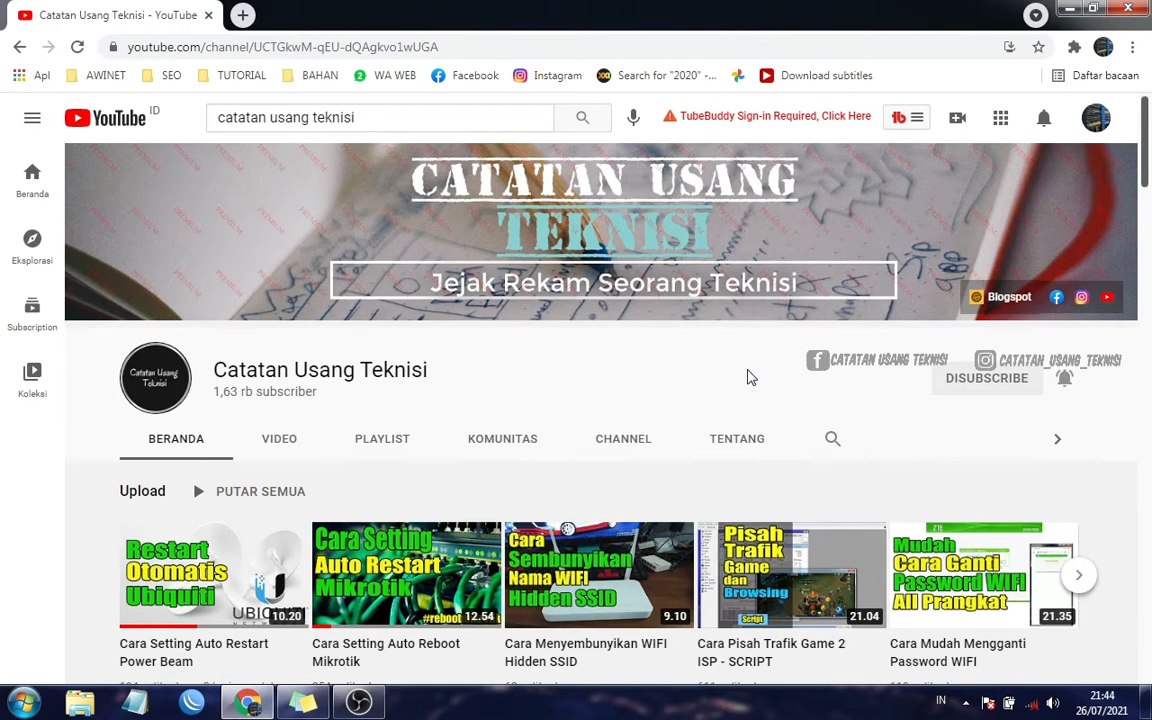 Catatan Usang Teknisi - YouTube
youtube.com/channel/UCTGkwM-qEU-dQAgkvo1wUGA
Apl AWINET SEO TUTORIAL BAHAN WA WEB Facebook Instagram Search for "2020" -... Download subtitles Daftar bacaan
YouTube ID catatan usang teknisi TubeBuddy Sign-in Required, Click Here
CATATAN USANG
TEKNISI
Jejak Rekam Seorang Teknisi
Blogspot
Beranda
Eksplorasi
Subscription
Koleksi
Catatan Usang
Teknisi
Catatan Usang Teknisi
1,63 rb subscriber
CATATAN USANG TEKNISI CATATAN_USANG_TEKNISI
DISUBSCRIBE
BERANDA VIDEO PLAYLIST KOMUNITAS CHANNEL TENTANG
Upload PUTAR SEMUA
Restart
Otomatis
Ubiquiti
10.20
Cara Setting
Auto Restart
Mikrotik
12.54
Cara
Sembunyikan
Nama WIFI
Hidden SSID
9.10
Pisah
Trafik
Game
dan
Browsing
Script
21.04
Mudah
Cara Ganti
Password WIFI
All Prangkat
21.35
Cara Setting Auto Restart
Power Beam
Cara Setting Auto Reboot
Mikrotik
Cara Menyembunyikan WIFI
Hidden SSID
Cara Pisah Trafik Game 2
ISP - SCRIPT
Cara Mudah Mengganti
Password WIFI
IN
21:44
26/07/2021